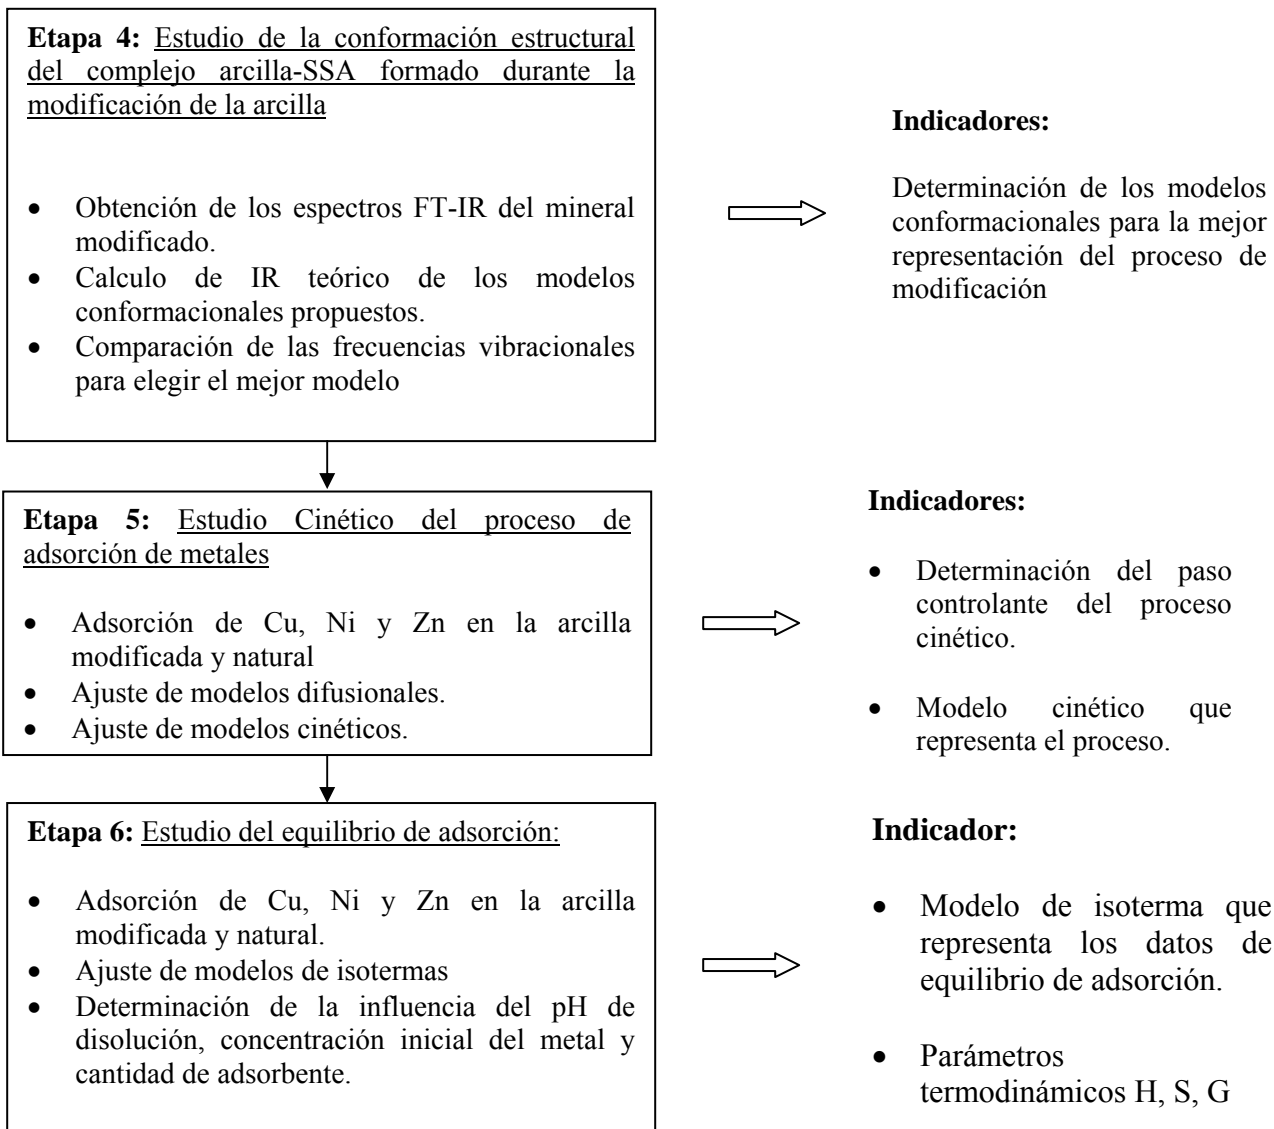 Etapa 4: Estudio de la conformación estructural
del complejo arcilla-SSA formado durante la
modificación de la arcilla
• Obtención de los espectros FT-IR del mineral
modificado.
• Calculo de IR teórico de los modelos
conformacionales propuestos.
• Comparación de las frecuencias vibracionales
para elegir el mejor modelo
Indicadores:
Determinación de los modelos
conformacionales para la mejor
representación del proceso de
modificación
Etapa 5: Estudio Cinético del proceso de
adsorción de metales
• Adsorción de Cu, Ni y Zn en la arcilla
modificada y natural
• Ajuste de modelos difusionales.
• Ajuste de modelos cinéticos.
Indicadores:
• Determinación del paso
controlante del proceso
cinético.
• Modelo cinético que
representa el proceso.
Etapa 6: Estudio del equilibrio de adsorción:
• Adsorción de Cu, Ni y Zn en la arcilla
modificada y natural.
• Ajuste de modelos de isotermas
• Determinación de la influencia del pH de
disolución, concentración inicial del metal y
cantidad de adsorbente.
Indicador:
• Modelo de isoterma que
representa los datos de
equilibrio de adsorción.
• Parámetros
termodinámicos H, S, G